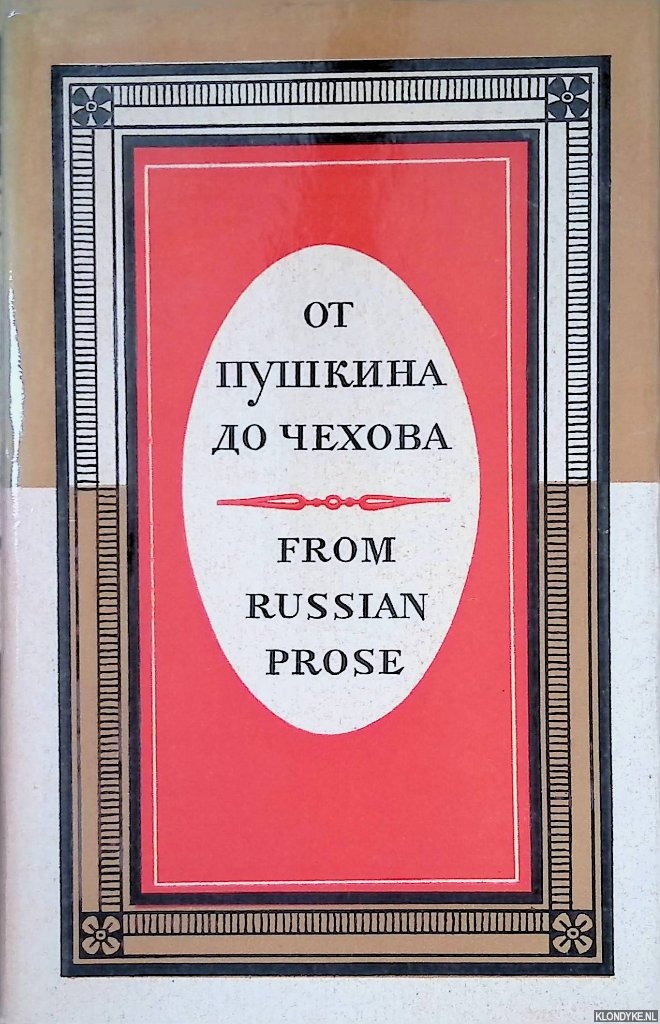 ОТ
ПУШКИНА
ДО ЧЕХОВА
FROM
RUSSIAN
PROSE
KLONDYKE.NL